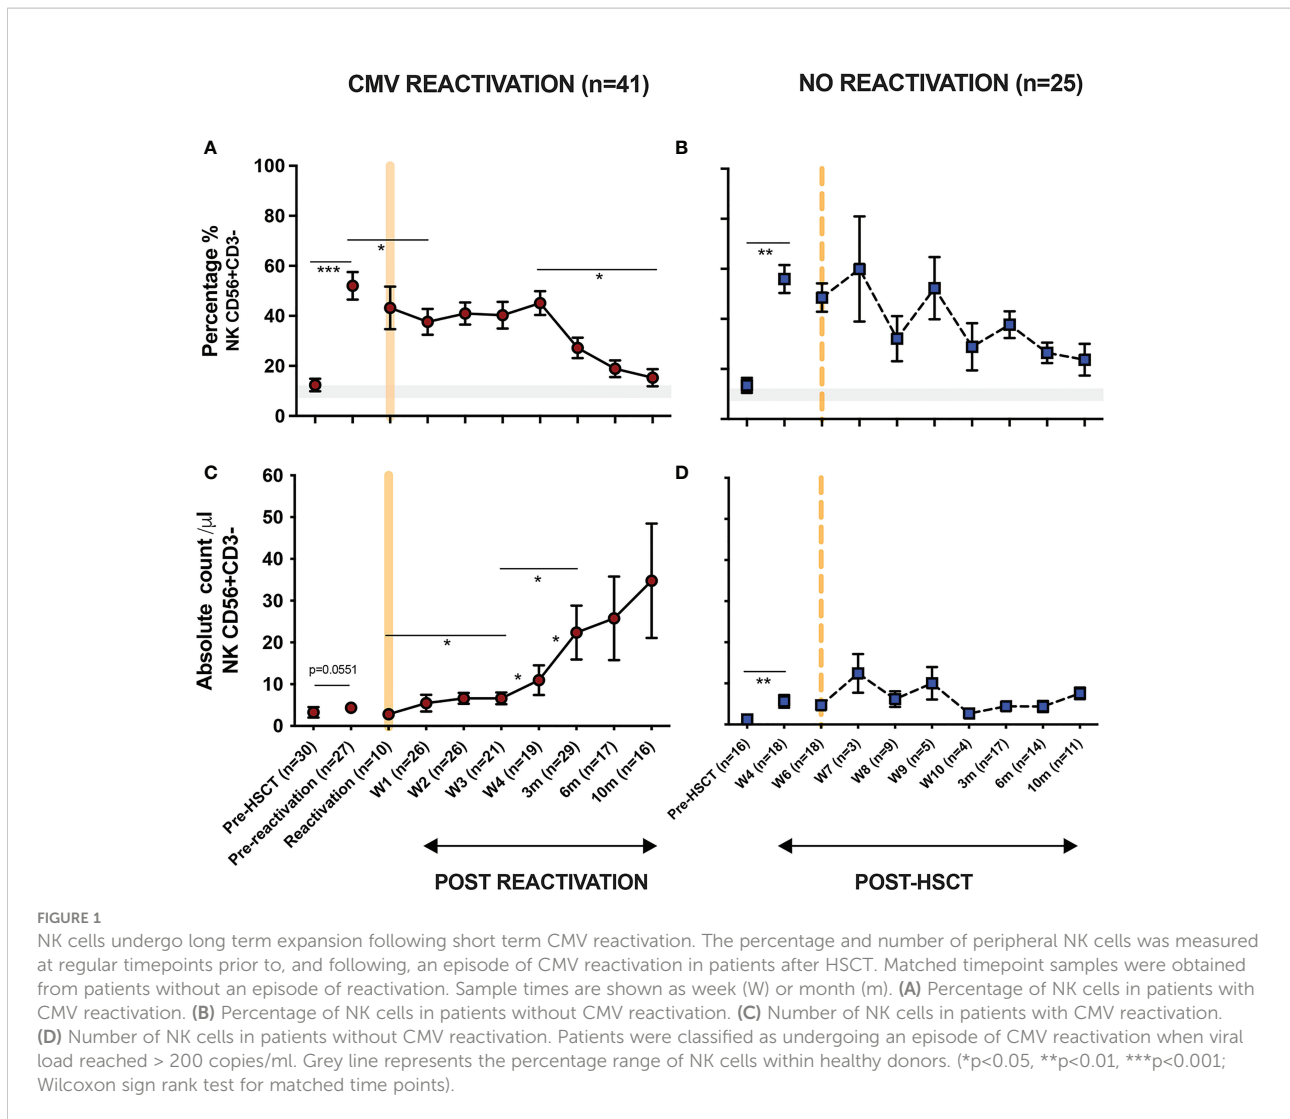 CMV REACTIVATION (n=41)
NO REACTIVATION (n=25)
A
Percentage %
NK CD56+CD3-
100
80
60
40
20
0
***
*
*
B
**
C
Absolute count /µl
NK CD56+CD3-
60
50
40
30
20
10
0
p=0.0551
*
*
*
*
D
**
Pre-HSCT (n=30)
Pre-reactivation (n=27)
Reactivation (n=10)
W1 (n=26)
W2 (n=26)
W3 (n=21)
W4 (n=19)
3m (n=29)
6m (n=17)
10m (n=16)
Pre-HSCT (n=16)
W4 (n=18)
W6 (n=18)
W7 (n=3)
W8 (n=9)
W9 (n=5)
W10 (n=4)
3m (n=17)
6m (n=14)
10m (n=11)
POST REACTIVATION
POST-HSCT
FIGURE 1
NK cells undergo long term expansion following short term CMV reactivation. The percentage and number of peripheral NK cells was measured
at regular timepoints prior to, and following, an episode of CMV reactivation in patients after HSCT. Matched timepoint samples were obtained
from patients without an episode of reactivation. Sample times are shown as week (W) or month (m). (A) Percentage of NK cells in patients with
CMV reactivation. (B) Percentage of NK cells in patients without CMV reactivation. (C) Number of NK cells in patients with CMV reactivation.
(D) Number of NK cells in patients without CMV reactivation. Patients were classified as undergoing an episode of CMV reactivation when viral
load reached > 200 copies/ml. Grey line represents the percentage range of NK cells within healthy donors. (*p<0.05, **p<0.01, ***p<0.001;
Wilcoxon sign rank test for matched time points).